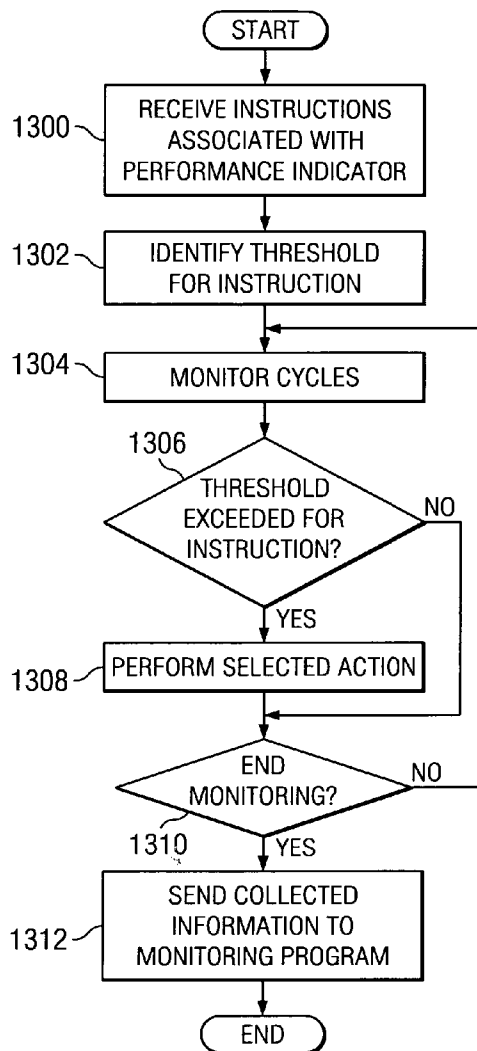 START
1300
RECEIVE INSTRUCTIONS
ASSOCIATED WITH
PERFORMANCE INDICATOR
1302
IDENTIFY THRESHOLD
FOR INSTRUCTION
1304
MONITOR CYCLES
1306
THRESHOLD
EXCEEDED FOR
INSTRUCTION?
NO
YES
1308
PERFORM SELECTED ACTION
END
MONITORING?
NO
1310
YES
1312
SEND COLLECTED
INFORMATION TO
MONITORING PROGRAM
END